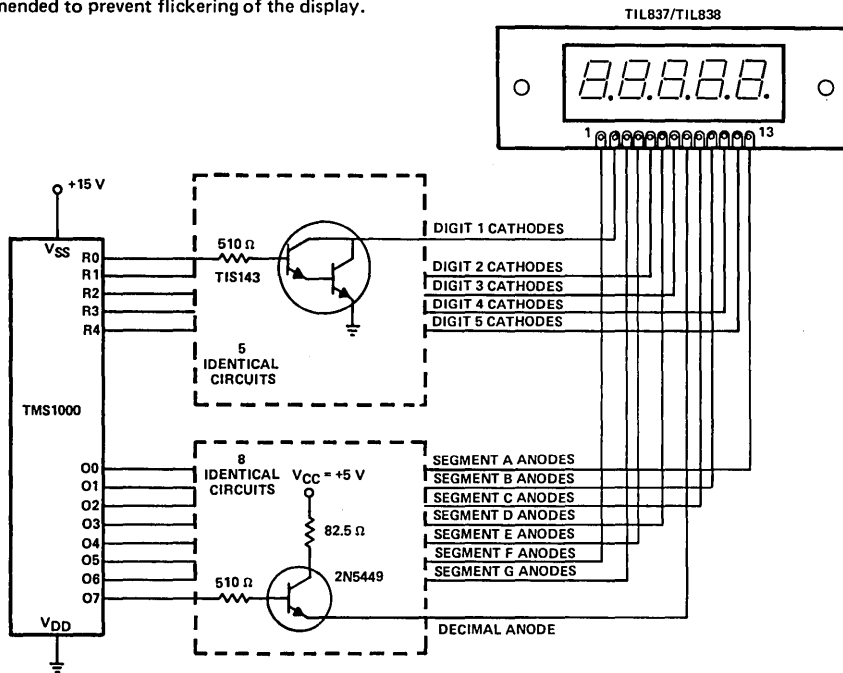 mended to prevent flickering of the display.
TIL837/TIL838
1
13
+15 V
VSS
R0
R1
R2
R3
R4
510 Ω
TIS143
5
IDENTICAL
CIRCUITS
DIGIT 1 CATHODES
DIGIT 2 CATHODES
DIGIT 3 CATHODES
DIGIT 4 CATHODES
DIGIT 5 CATHODES
TMS1000
O0
O1
O2
O3
O4
O5
O6
O7
VDD
8
IDENTICAL
CIRCUITS
VCC = +5 V
82.5 Ω
510 Ω
2N5449
SEGMENT A ANODES
SEGMENT B ANODES
SEGMENT C ANODES
SEGMENT D ANODES
SEGMENT E ANODES
SEGMENT F ANODES
SEGMENT G ANODES
DECIMAL ANODE